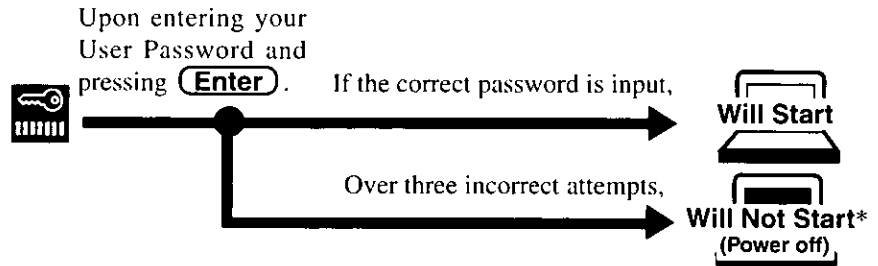 Upon entering your
User Password and
pressing Enter.
If the correct password is input,
Will Start
Over three incorrect attempts,
Will Not Start*
(Power off)